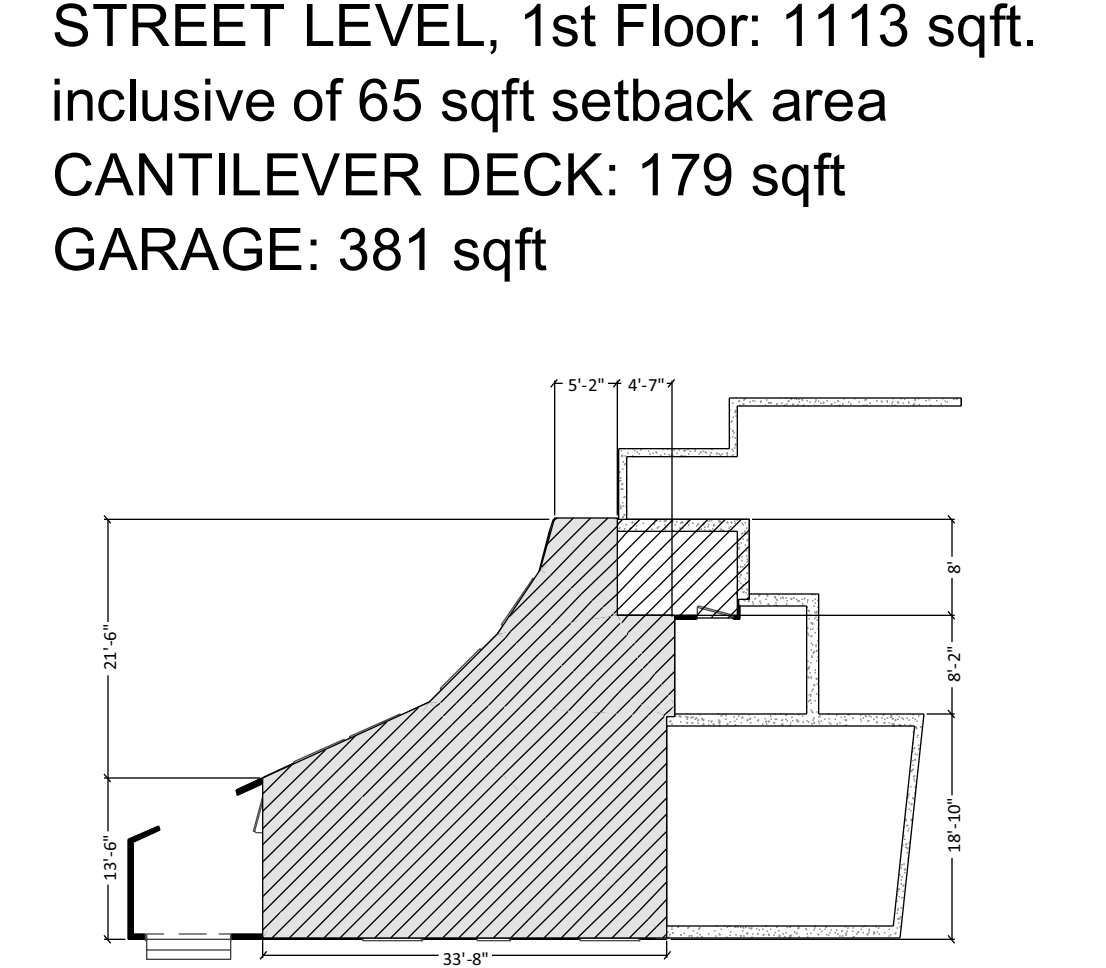 STREET LEVEL, 1st Floor: 1113 sqft.
inclusive of 65 sqft setback area
CANTILEVER DECK: 179 sqft
GARAGE: 381 sqft
5'-2" 4'-7"
21'-6"
8'
8'-2"
13'-6"
18'-10"
33'-8"